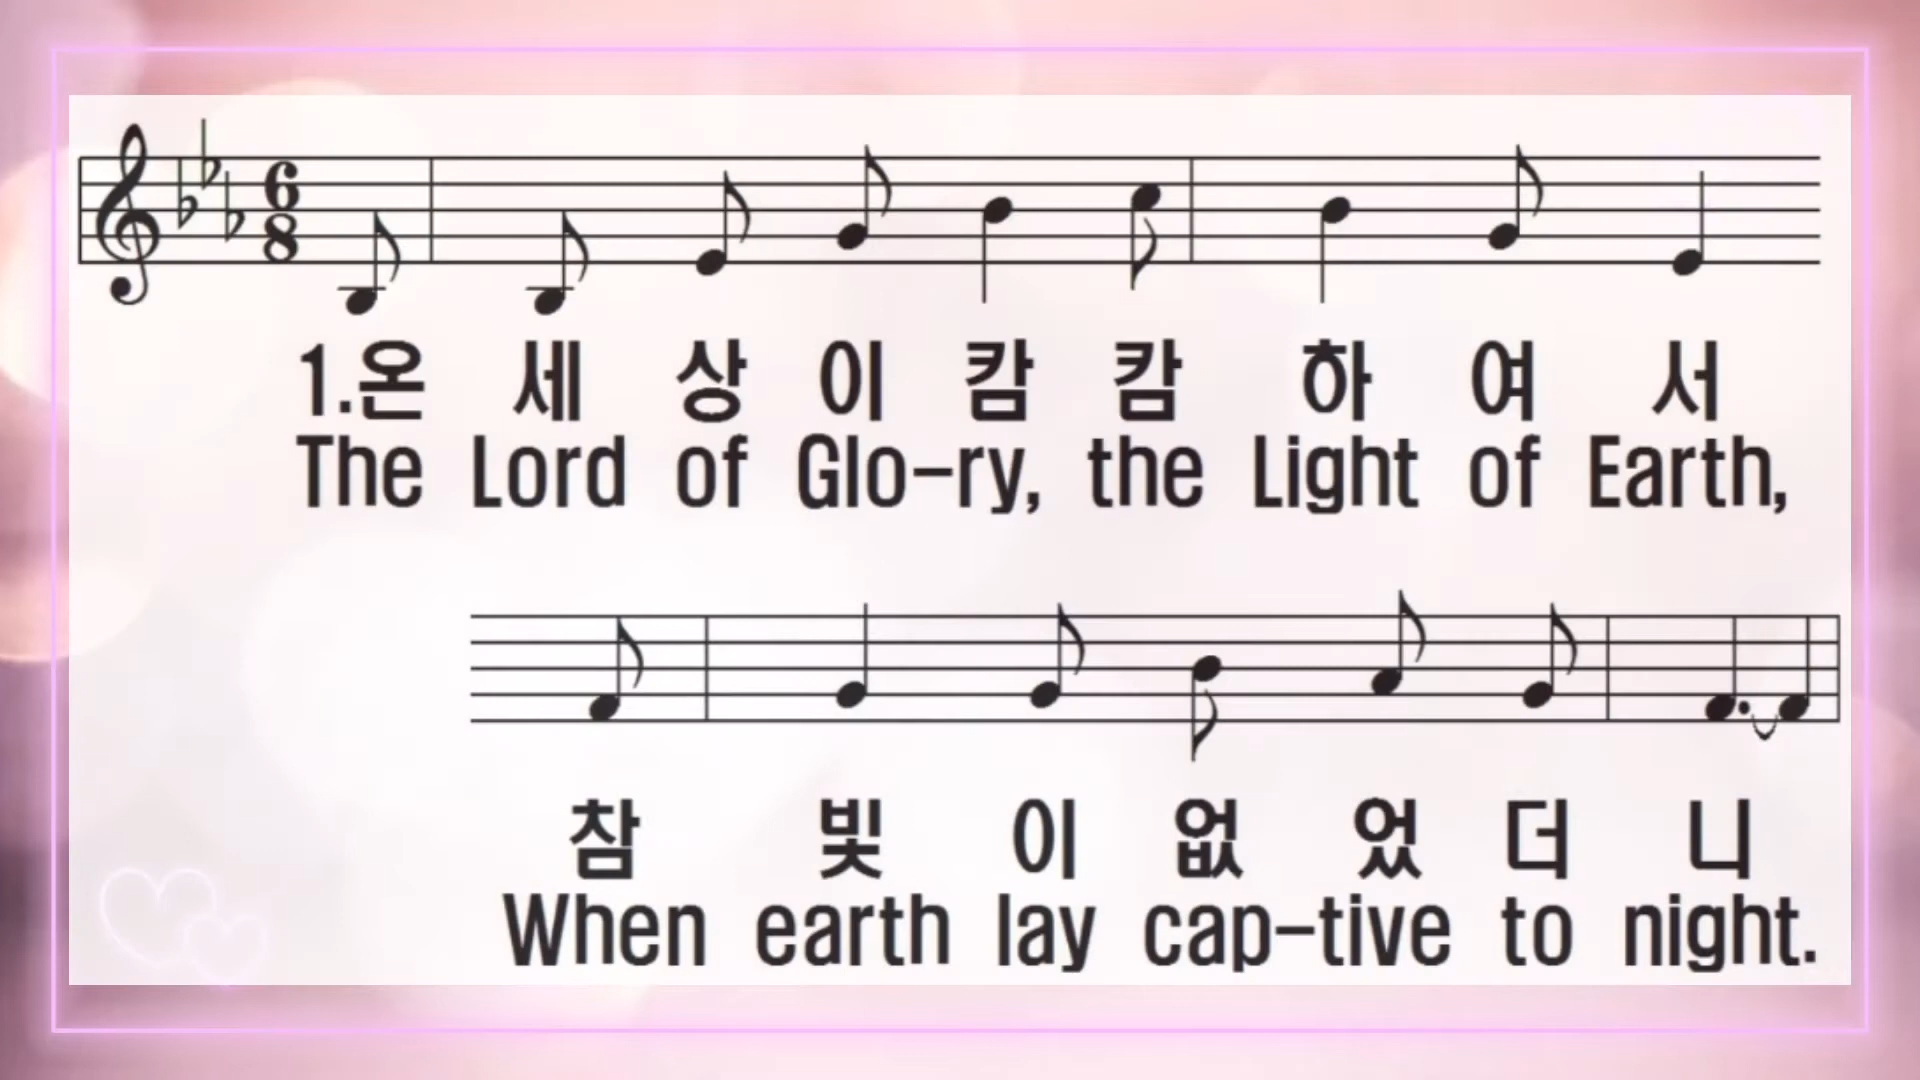 1.온 세 상 이 캄 캄 하 여 서
The Lord of Glo-ry, the Light of Earth,
참 빛 이 없 었 더 니
When earth lay cap-tive to night.